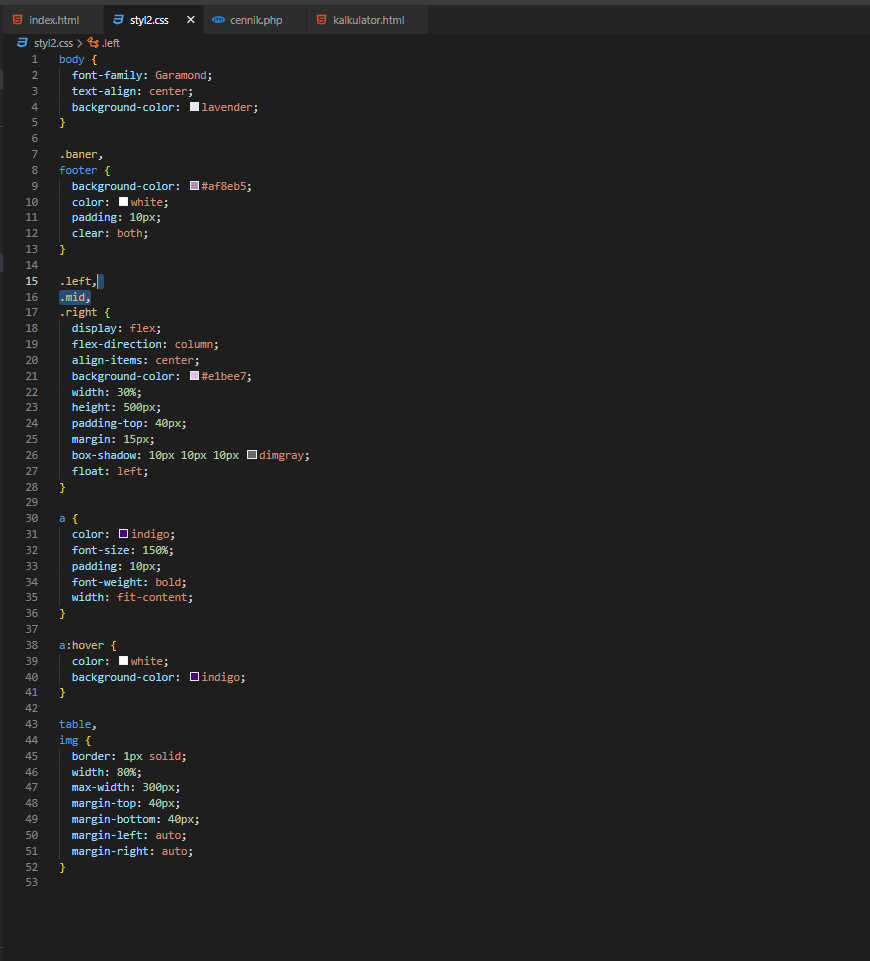 index.html styl2.css cennik.php kalkulator.html
styl2.css > .left
1 body {
2 font-family: Garamond;
3 text-align: center;
4 background-color: lavender;
5 }
6
7 .baner,
8 footer {
9 background-color: #af8eb5;
10 color: white;
11 padding: 10px;
12 clear: both;
13 }
14
15 .left,
16 .mid,
17 .right {
18 display: flex;
19 flex-direction: column;
20 align-items: center;
21 background-color: #e1bee7;
22 width: 30%;
23 height: 500px;
24 padding-top: 40px;
25 margin: 15px;
26 box-shadow: 10px 10px 10px dimgray;
27 float: left;
28 }
29
30 a {
31 color: indigo;
32 font-size: 150%;
33 padding: 10px;
34 font-weight: bold;
35 width: fit-content;
36 }
37
38 a:hover {
39 color: white;
40 background-color: indigo;
41 }
42
43 table,
44 img {
45 border: 1px solid;
46 width: 80%;
47 max-width: 300px;
48 margin-top: 40px;
49 margin-bottom: 40px;
50 margin-left: auto;
51 margin-right: auto;
52 }
53